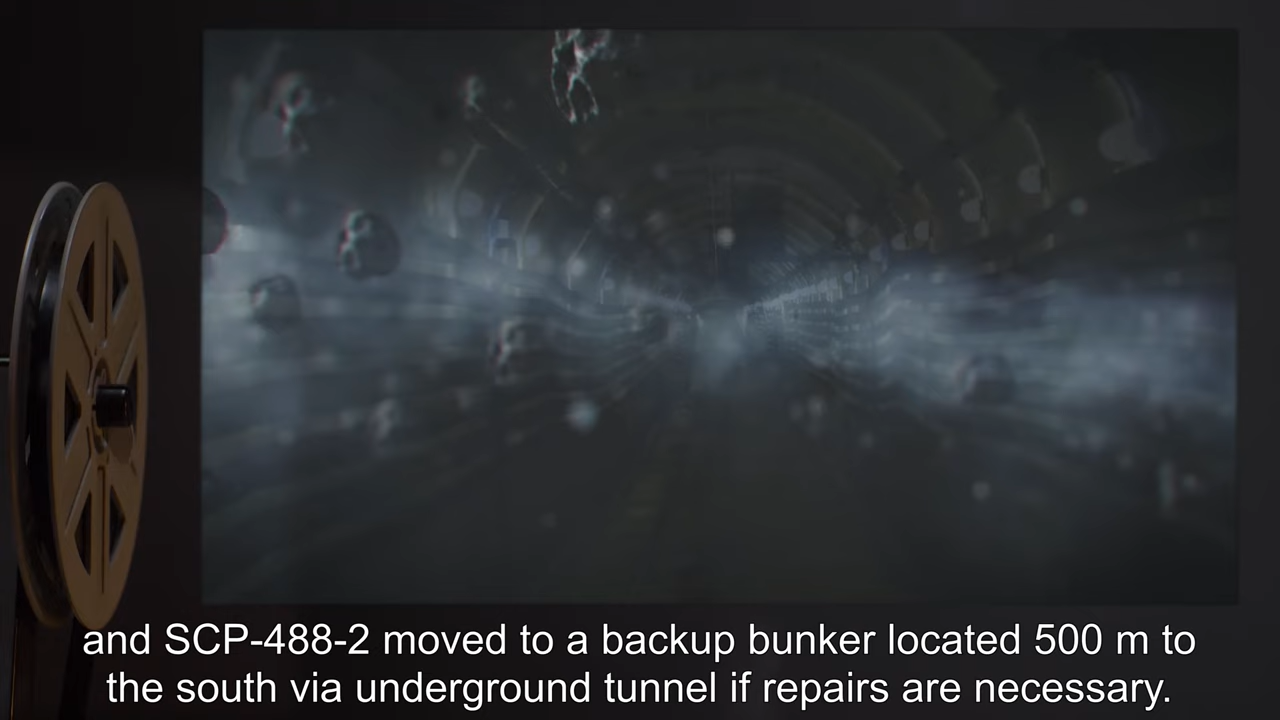 and SCP-488-2 moved to a backup bunker located 500 m to
the south via underground tunnel if repairs are necessary.